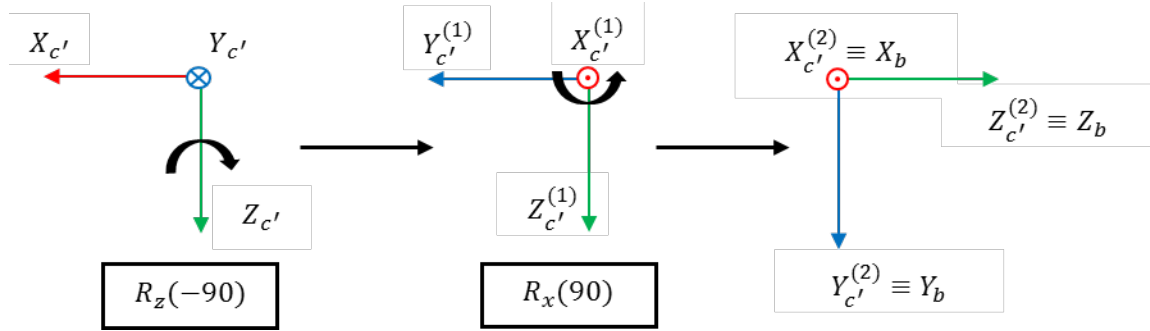 X_{c'}
Y_{c'}
Z_{c'}
R_z(−90)
Y_{c'}^{(1)}
X_{c'}^{(1)}
Z_{c'}^{(1)}
R_x(90)
X_{c'}^{(2)} ≡ X_b
Z_{c'}^{(2)} ≡ Z_b
Y_{c'}^{(2)} ≡ Y_b